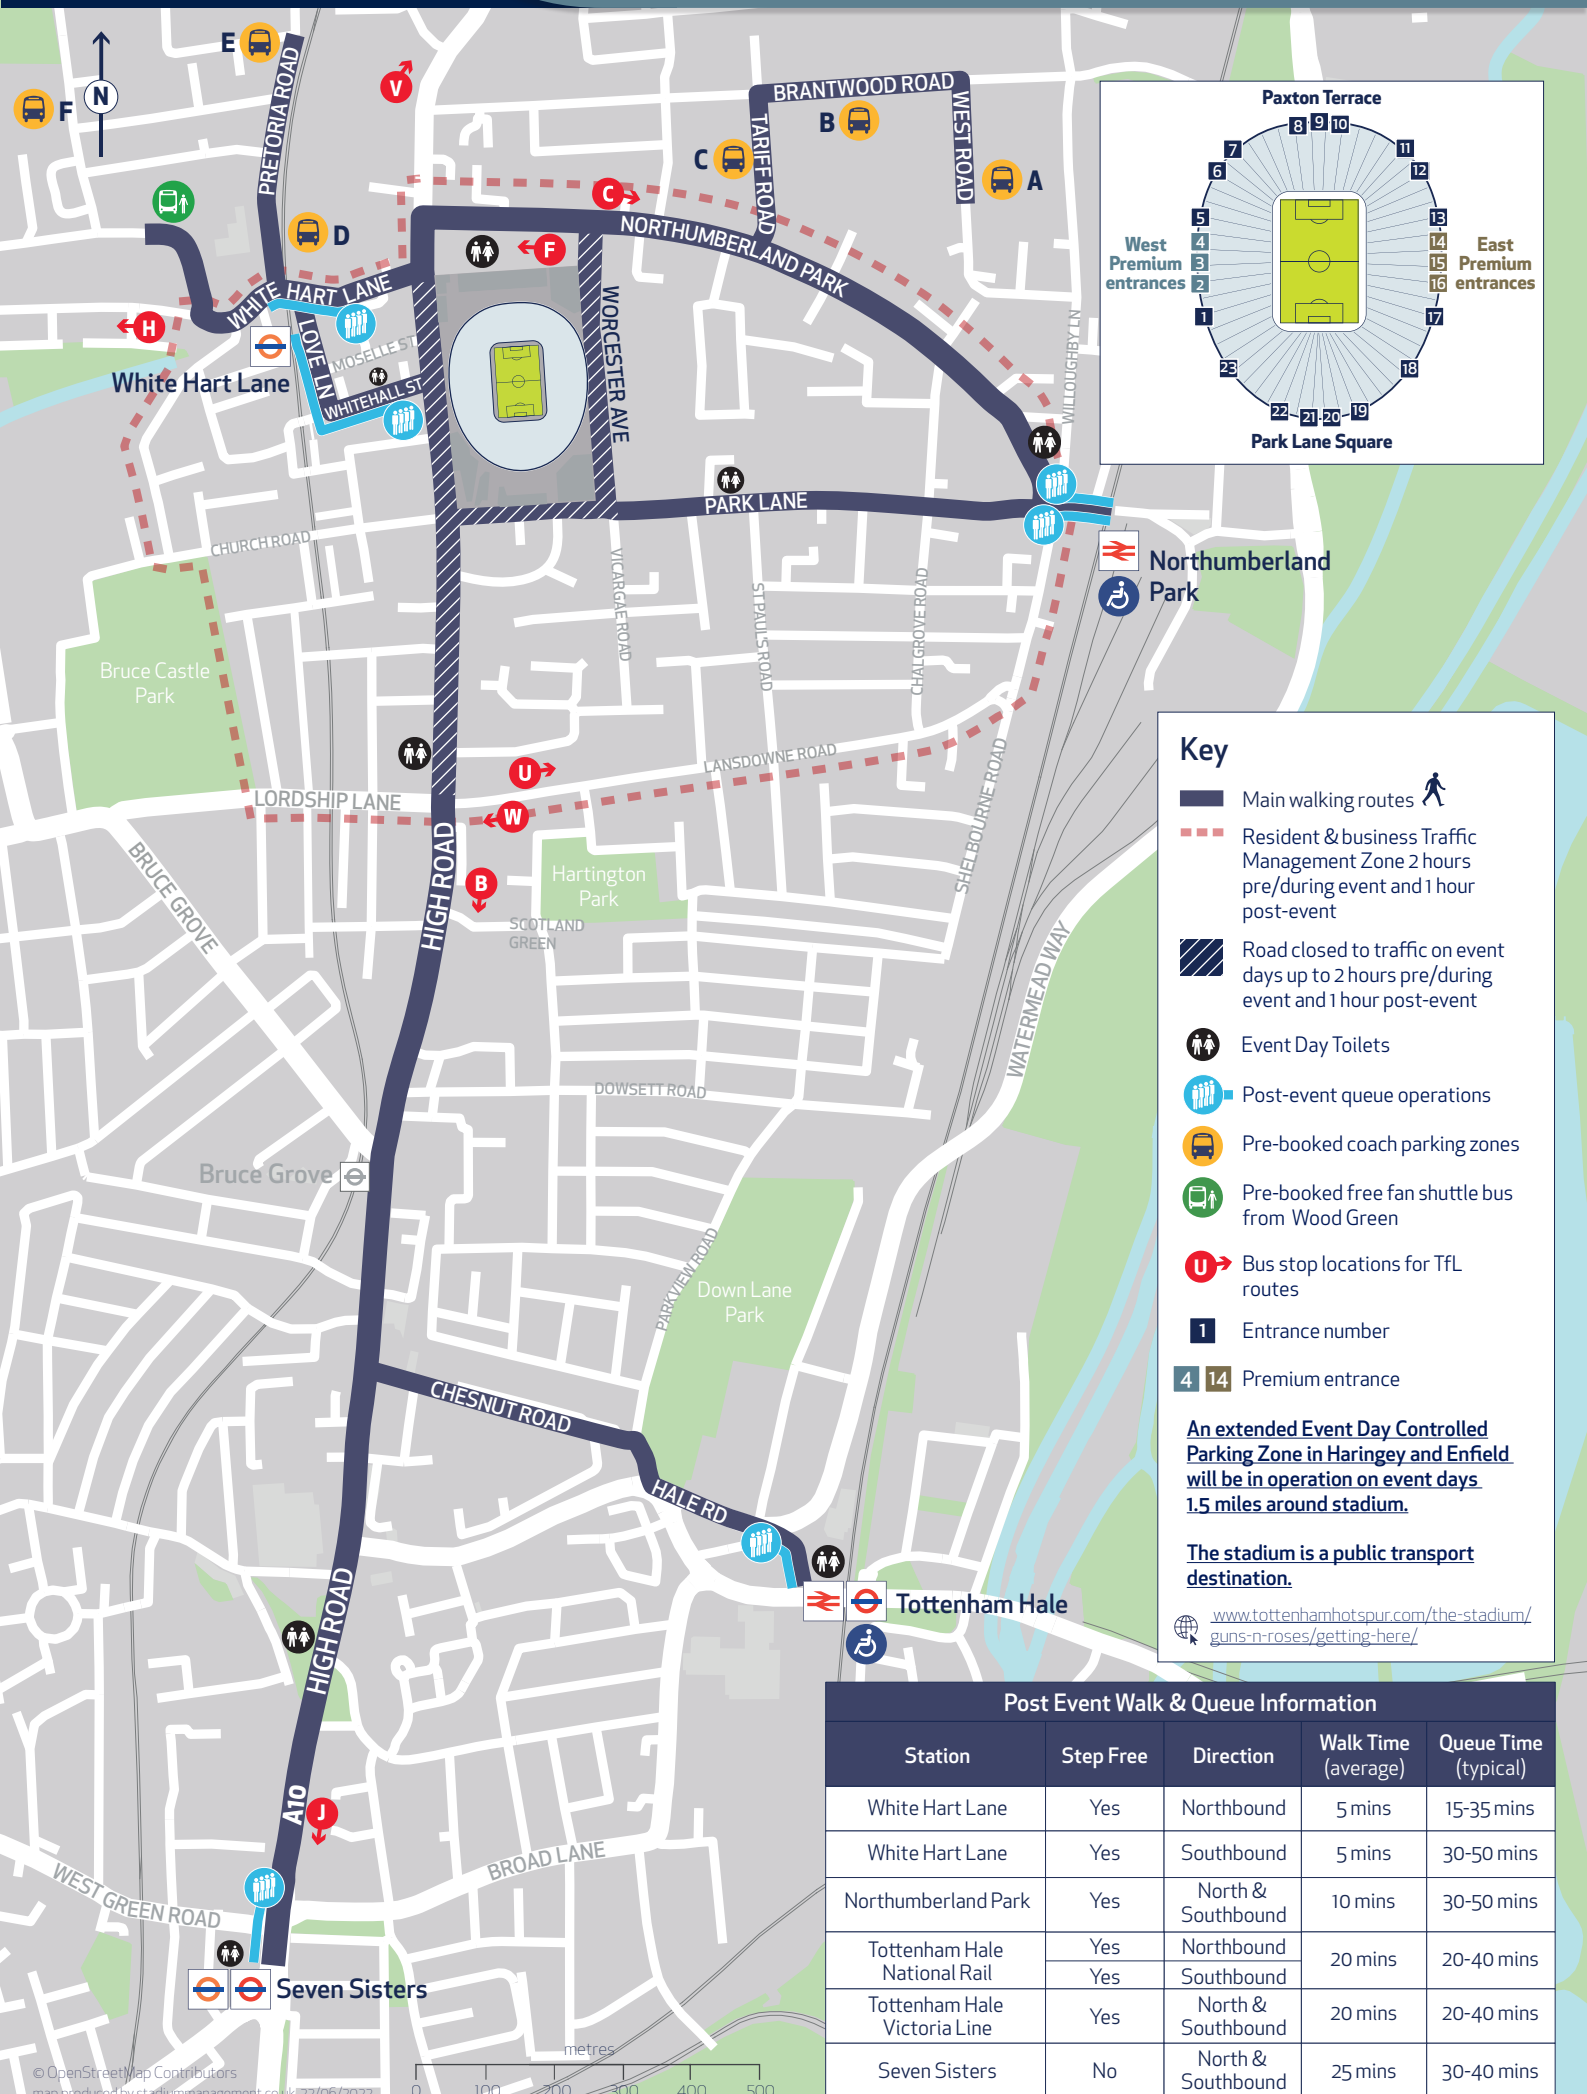 E
F
N
PRETORIA ROAD
V
D
H
WHITE HART LANE
White Hart Lane
LOVE LN
MOSELLE ST
WHITEHALL ST
C
F
NORTHUMBERLAND PARK
WORCESTER AVE
BRANTWOOD ROAD
TARIFF ROAD
WEST ROAD
B
C
A
WILLOUGHBY LN
PARK LANE
Northumberland
Park
CHURCH ROAD
VICARGAE ROAD
ST PAUL'S ROAD
CHALGROVE ROAD
Bruce Castle
Park
LORDSHIP LANE
LANSDOWNE ROAD
SHELBOURNE ROAD
U
W
B
HIGH ROAD
Hartington
Park
SCOTLAND
GREEN
BRUCE GROVE
WATERMEAD WAY
DOWSETT ROAD
Bruce Grove
PARKVIEW ROAD
Down Lane
Park
CHESNUT ROAD
HALE RD
Tottenham Hale
HIGH ROAD
A10
J
BROAD LANE
WEST GREEN ROAD
Seven Sisters
© OpenStreetMap Contributors
map produced by stadiummanagement.co.uk 22/06/2022
metres
0 100 200 300 400 500
Paxton Terrace
8 9 10
7 11
6 12
5 13
4 14
3 15
2 16
1 17
23 18
22 21 20 19
West
Premium
entrances
East
Premium
entrances
Park Lane Square
Key
Main walking routes
Resident & business Traffic
Management Zone 2 hours
pre/during event and 1 hour
post-event
Road closed to traffic on event
days up to 2 hours pre/during
event and 1 hour post-event
Event Day Toilets
Post-event queue operations
Pre-booked coach parking zones
Pre-booked free fan shuttle bus
from Wood Green
U Bus stop locations for TfL
routes
1 Entrance number
4 14 Premium entrance
An extended Event Day Controlled
Parking Zone in Haringey and Enfield
will be in operation on event days
1.5 miles around stadium.
The stadium is a public transport
destination.
www.tottenhamhotspur.com/the-stadium/
guns-n-roses/getting-here/
Post Event Walk & Queue Information
Station Step Free Direction Walk Time (average) Queue Time (typical)
White Hart Lane Yes Northbound 5 mins 15-35 mins
White Hart Lane Yes Southbound 5 mins 30-50 mins
Northumberland Park Yes North & Southbound 10 mins 30-50 mins
Tottenham Hale National Rail Yes Northbound 20 mins 20-40 mins
Yes Southbound
Tottenham Hale Victoria Line Yes North & Southbound 20 mins 20-40 mins
Seven Sisters No North & Southbound 25 mins 30-40 mins